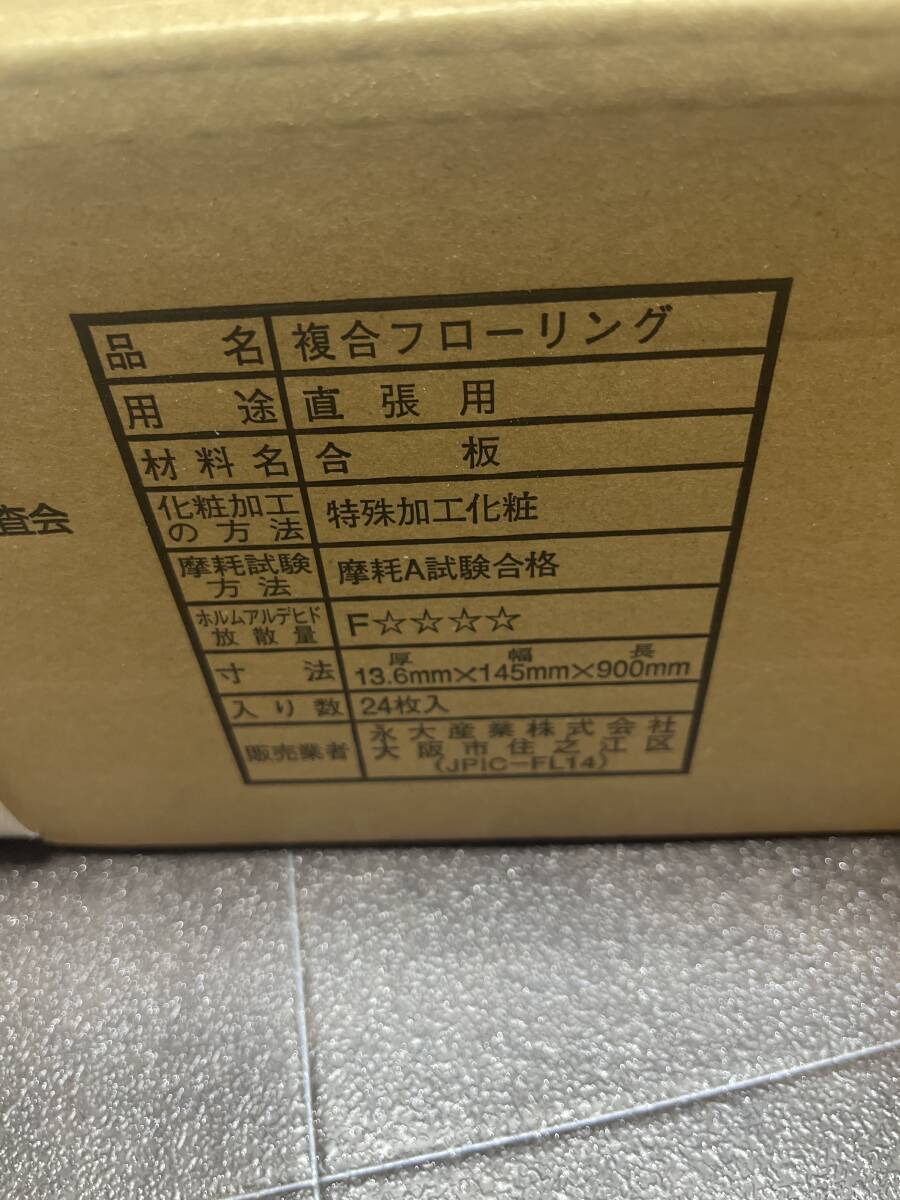 品名 複合フローリング
用途 直張用
材料名 合板
化粧加工
の方法 特殊加工化粧
摩耗試験
方法 摩耗A試験合格
ホルムアルデヒド
放散量 F☆☆☆☆
厚 幅 長
寸法 13.6mm×145mm×900mm
入り数 24枚入
販売業者 永大産業株式会社
大阪市住之江区
(JPIC-FL14)
査会